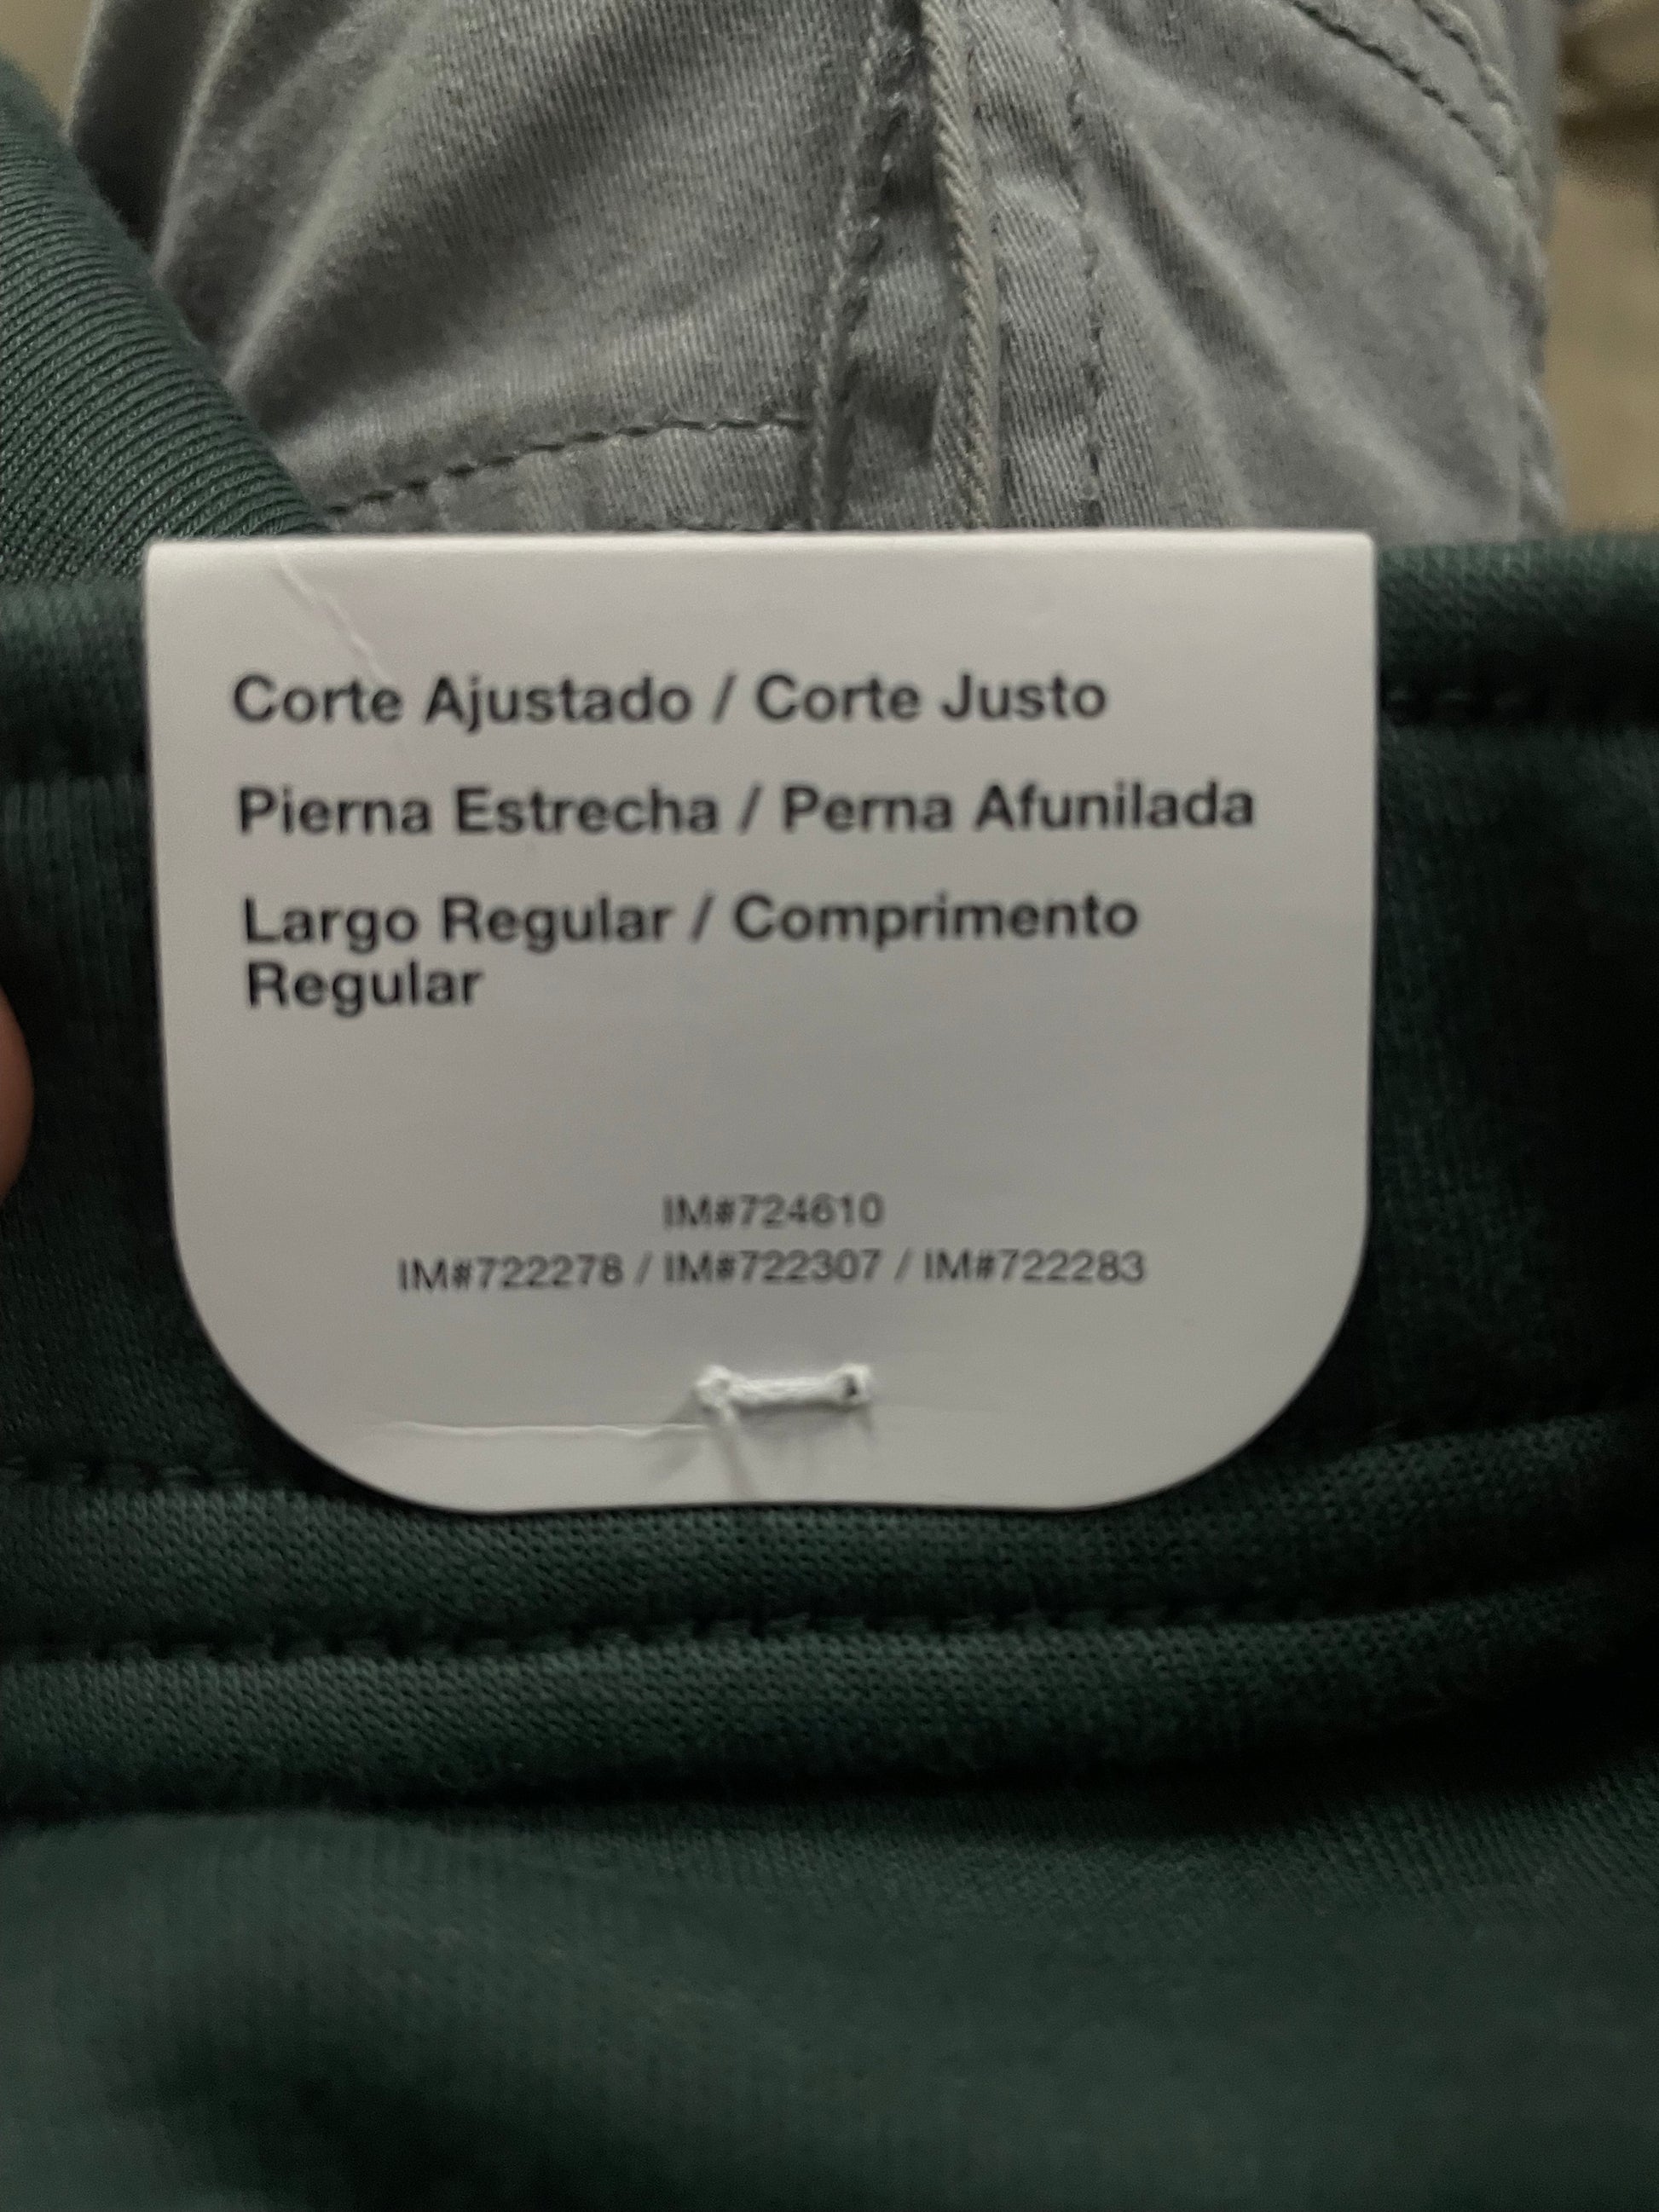 Corte Ajustado / Corte Justo
Pierna Estrecha / Perna Afunilada
Largo Regular / Comprimento
Regular
IM#724610
IM#722278 / IM#722307 / IM#722283